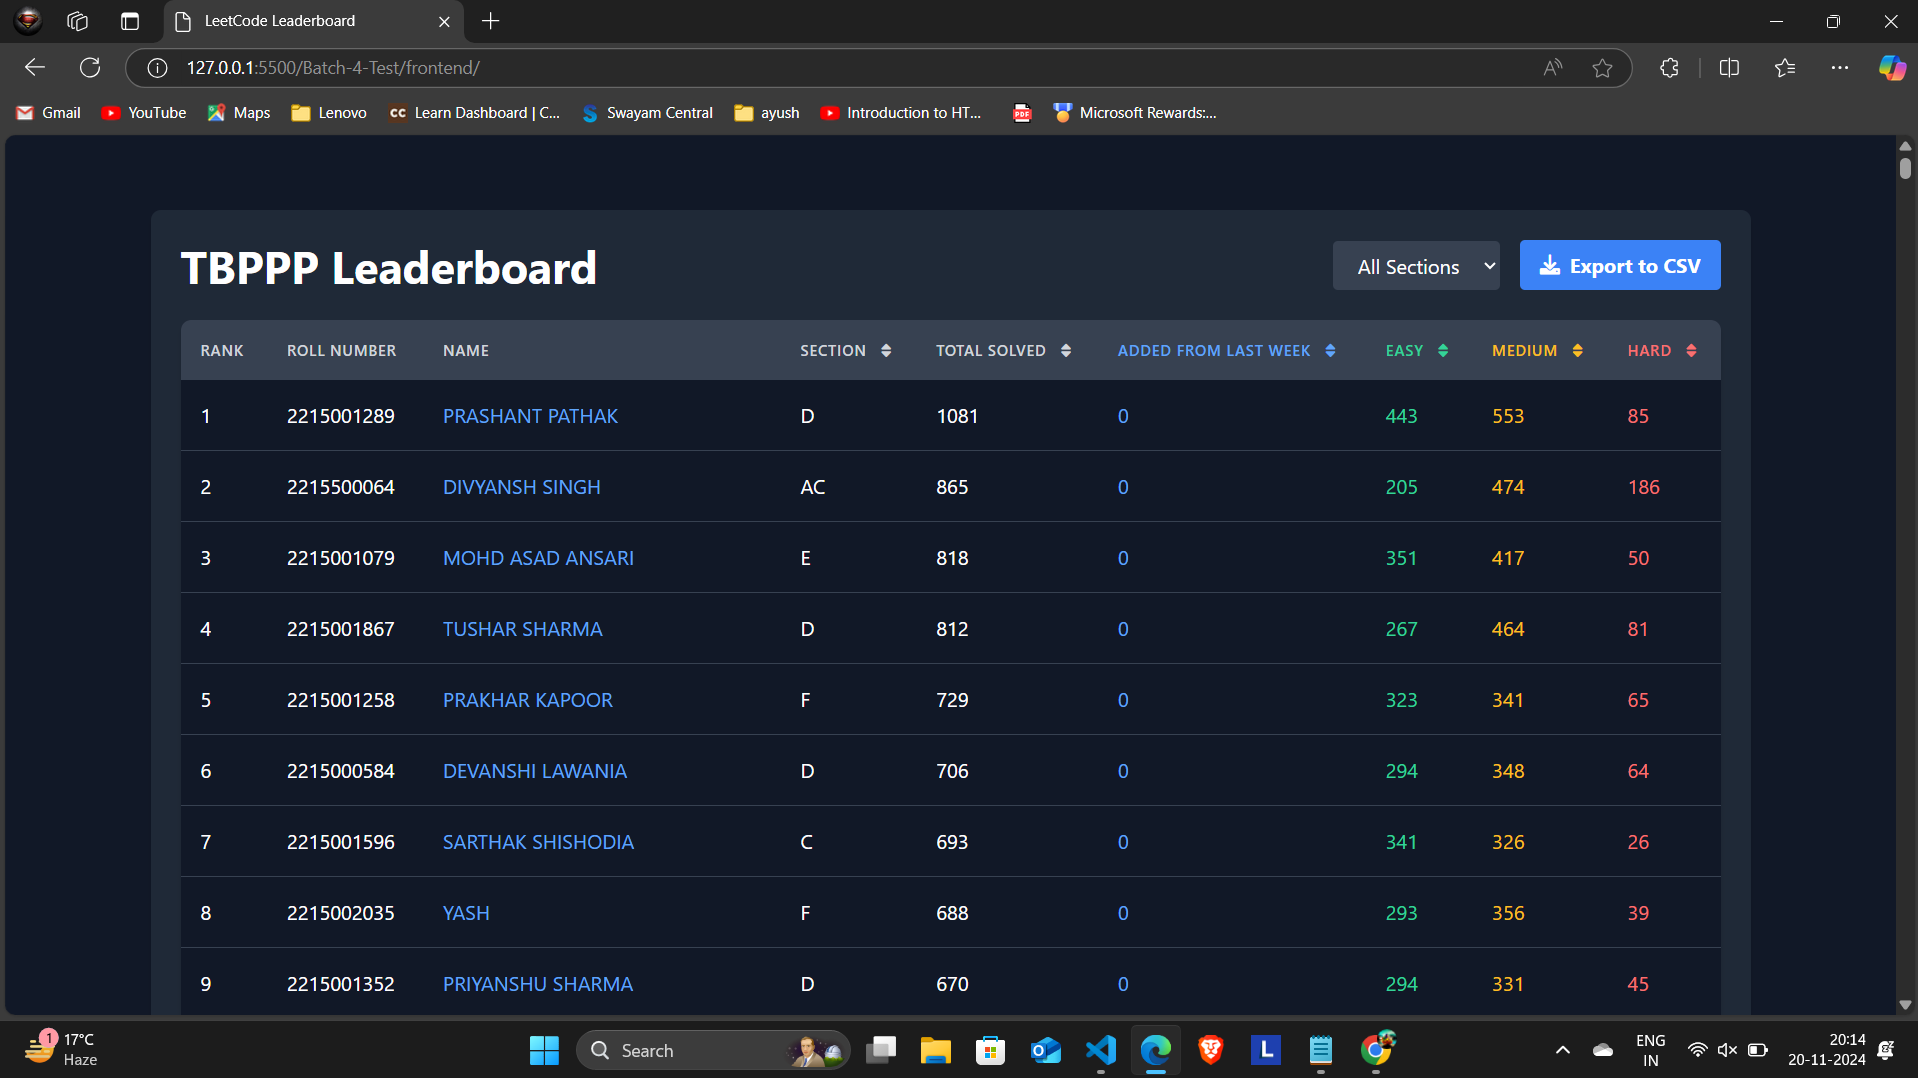 LeetCode Leaderboard
127.0.0.1:5500/Batch-4-Test/frontend/
Gmail YouTube Maps Lenovo CC Learn Dashboard | C... Swayam Central ayush Introduction to HT... PDF Microsoft Rewards:...
TBPPP Leaderboard All Sections Export to CSV
RANK ROLL NUMBER NAME SECTION TOTAL SOLVED ADDED FROM LAST WEEK EASY MEDIUM HARD
1 2215001289 PRASHANT PATHAK D 1081 0 443 553 85
2 2215500064 DIVYANSH SINGH AC 865 0 205 474 186
3 2215001079 MOHD ASAD ANSARI E 818 0 351 417 50
4 2215001867 TUSHAR SHARMA D 812 0 267 464 81
5 2215001258 PRAKHAR KAPOOR F 729 0 323 341 65
6 2215000584 DEVANSHI LAWANIA D 706 0 294 348 64
7 2215001596 SARTHAK SHISHODIA C 693 0 341 326 26
8 2215002035 YASH F 688 0 293 356 39
9 2215001352 PRIYANSHU SHARMA D 670 0 294 331 45
1 17°C
Haze
Search
L
ENG
IN
20:14
20-11-2024